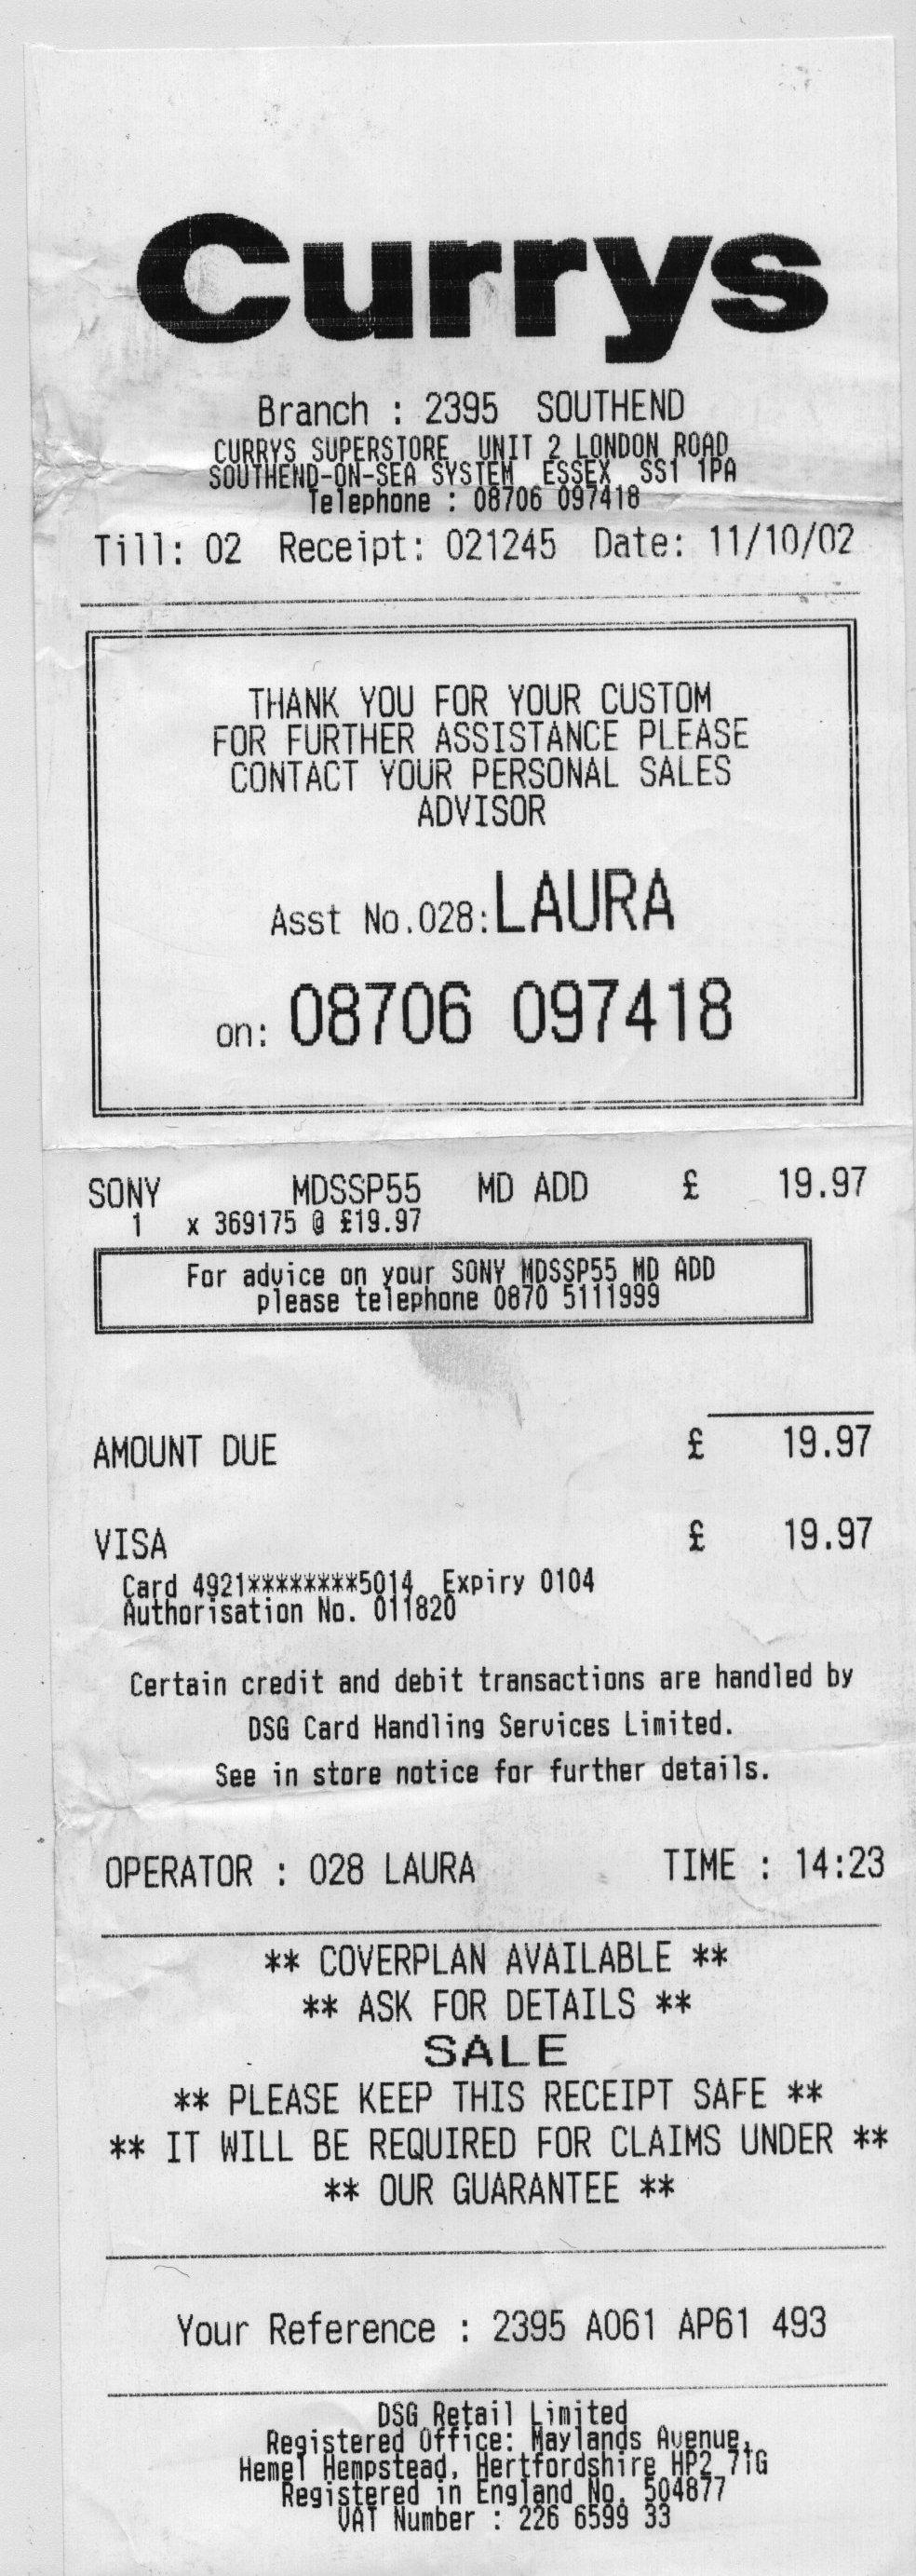 Currys
Branch : 2395 SOUTHEND
CURRYS SUPERSTORE UNIT 2 LONDON ROAD
SOUTHEND-ON-SEA SYSTEM ESSEX SS1 1PA
Telephone : 08706 097418
Till: 02 Receipt: 021245 Date: 11/10/02
THANK YOU FOR YOUR CUSTOM
FOR FURTHER ASSISTANCE PLEASE
CONTACT YOUR PERSONAL SALES
ADVISOR
Asst No.028:LAURA
on: 08706 097418
SONY MDSSP55 MD ADD £ 19.97
1 x 369175 @ £19.97
For advice on your SONY MDSSP55 MD ADD
please telephone 0870 5111999
AMOUNT DUE £ 19.97
VISA £ 19.97
Card 4921********5014 Expiry 0104
Authorisation No. 011820
Certain credit and debit transactions are handled by
DSG Card Handling Services Limited.
See in store notice for further details.
OPERATOR : 028 LAURA TIME : 14:23
** COVERPLAN AVAILABLE **
** ASK FOR DETAILS **
SALE
** PLEASE KEEP THIS RECEIPT SAFE **
** IT WILL BE REQUIRED FOR CLAIMS UNDER **
** OUR GUARANTEE **
Your Reference : 2395 A061 AP61 493
DSG Retail Limited
Registered Office: Maylands Avenue,
Hemel Hempstead, Hertfordshire HP2 7TG
Registered in England No. 504877
VAT Number : 226 6599 33